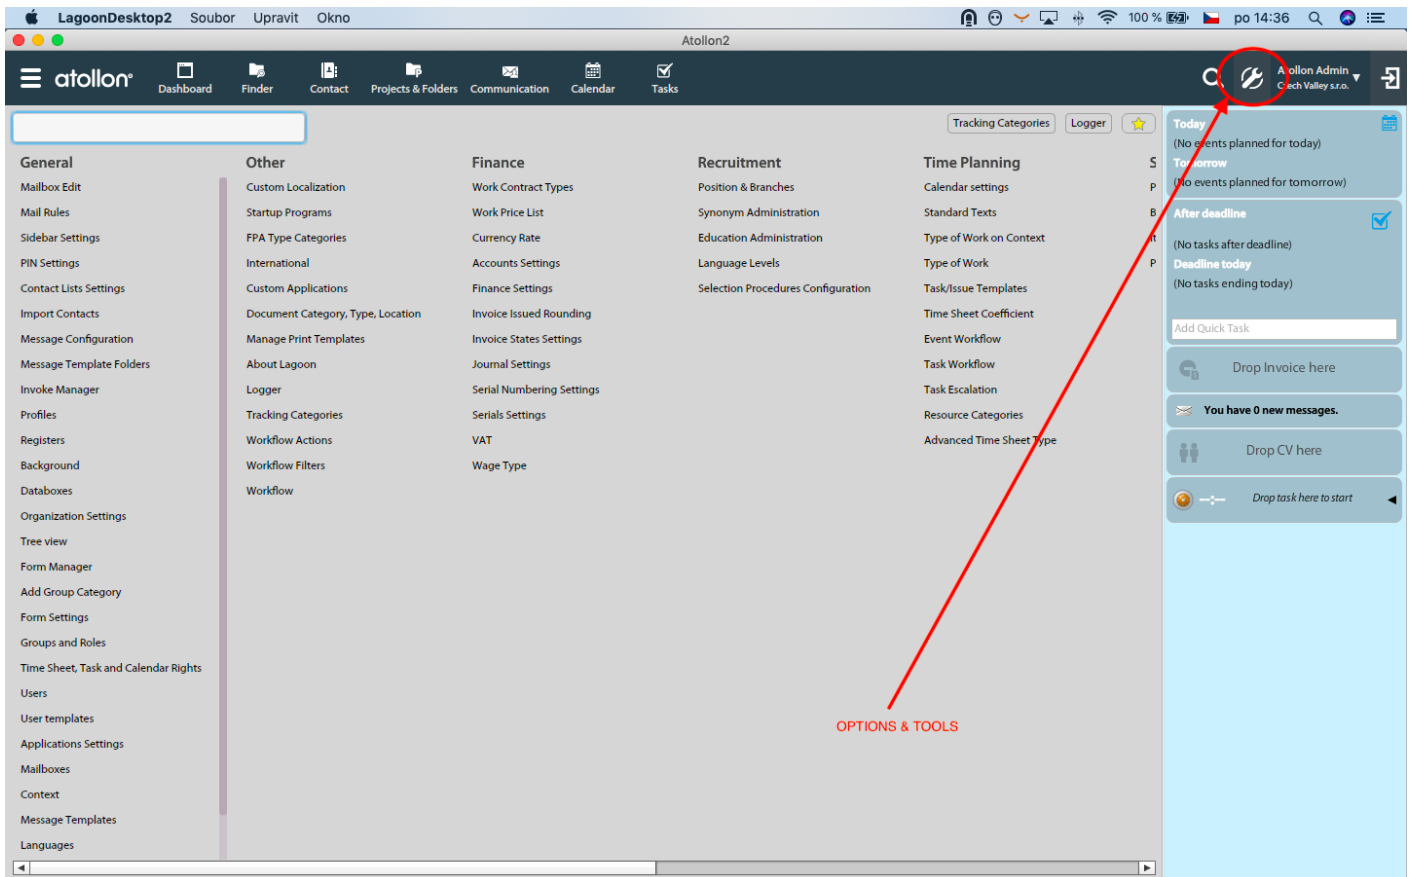 LagoonDesktop2 Soubor Upravit Okno 100 % po 14:36
Atollon2
atollon Dashboard Finder Contact Projects & Folders Communication Calendar Tasks
Atollon Admin
Czech Valley s.r.o.
Tracking Categories Logger
General
Mailbox Edit
Mail Rules
Sidebar Settings
PIN Settings
Contact Lists Settings
Import Contacts
Message Configuration
Message Template Folders
Invoke Manager
Profiles
Registers
Background
Databoxes
Organization Settings
Tree view
Form Manager
Add Group Category
Form Settings
Groups and Roles
Time Sheet, Task and Calendar Rights
Users
User templates
Applications Settings
Mailboxes
Context
Message Templates
Languages
Other
Custom Localization
Startup Programs
FPA Type Categories
International
Custom Applications
Document Category, Type, Location
Manage Print Templates
About Lagoon
Logger
Tracking Categories
Workflow Actions
Workflow Filters
Workflow
Finance
Work Contract Types
Work Price List
Currency Rate
Accounts Settings
Finance Settings
Invoice Issued Rounding
Invoice States Settings
Journal Settings
Serial Numbering Settings
Serials Settings
VAT
Wage Type
Recruitment
Position & Branches
Synonym Administration
Education Administration
Language Levels
Selection Procedures Configuration
Time Planning
Calendar settings
Standard Texts
Type of Work on Context
Type of Work
Task/Issue Templates
Time Sheet Coefficient
Event Workflow
Task Workflow
Task Escalation
Resource Categories
Advanced Time Sheet Type
S
P
B
It
P
Today
(No events planned for today)
Tomorrow
(No events planned for tomorrow)
After deadline
(No tasks after deadline)
Deadline today
(No tasks ending today)
Add Quick Task
Drop Invoice here
You have 0 new messages.
Drop CV here
--:-- Drop task here to start
OPTIONS & TOOLS